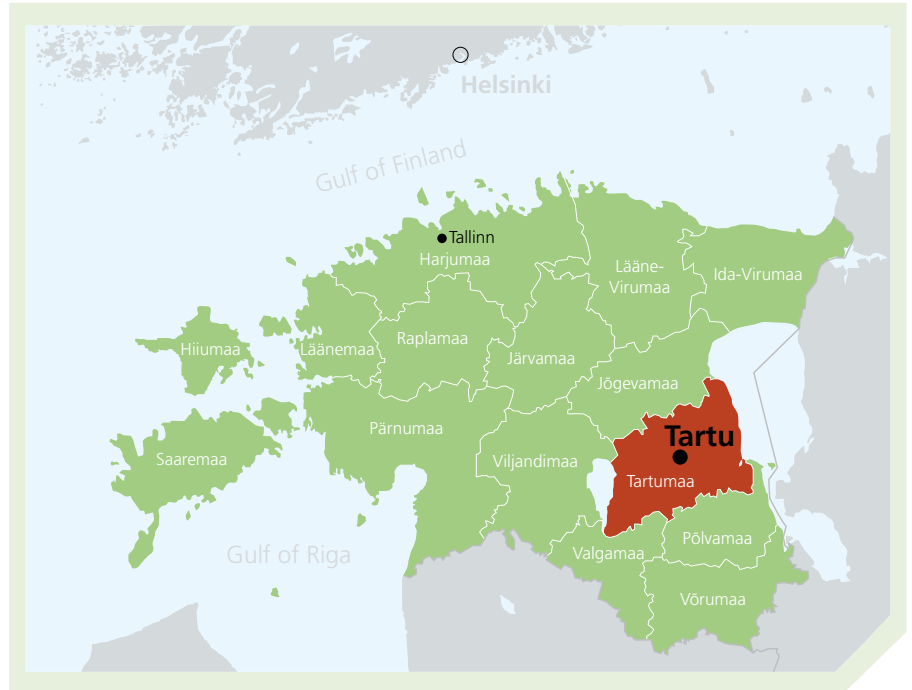 Helsinki
Gulf of Finland
Tallinn
Harjumaa
Lääne-
Virumaa
Ida-Virumaa
Hiiumaa
Läänemaa
Raplamaa
Järvamaa
Jõgevamaa
Pärnumaa
Tartu
Saaremaa
Viljandimaa
Tartumaa
Gulf of Riga
Valgamaa
Põlvamaa
Võrumaa